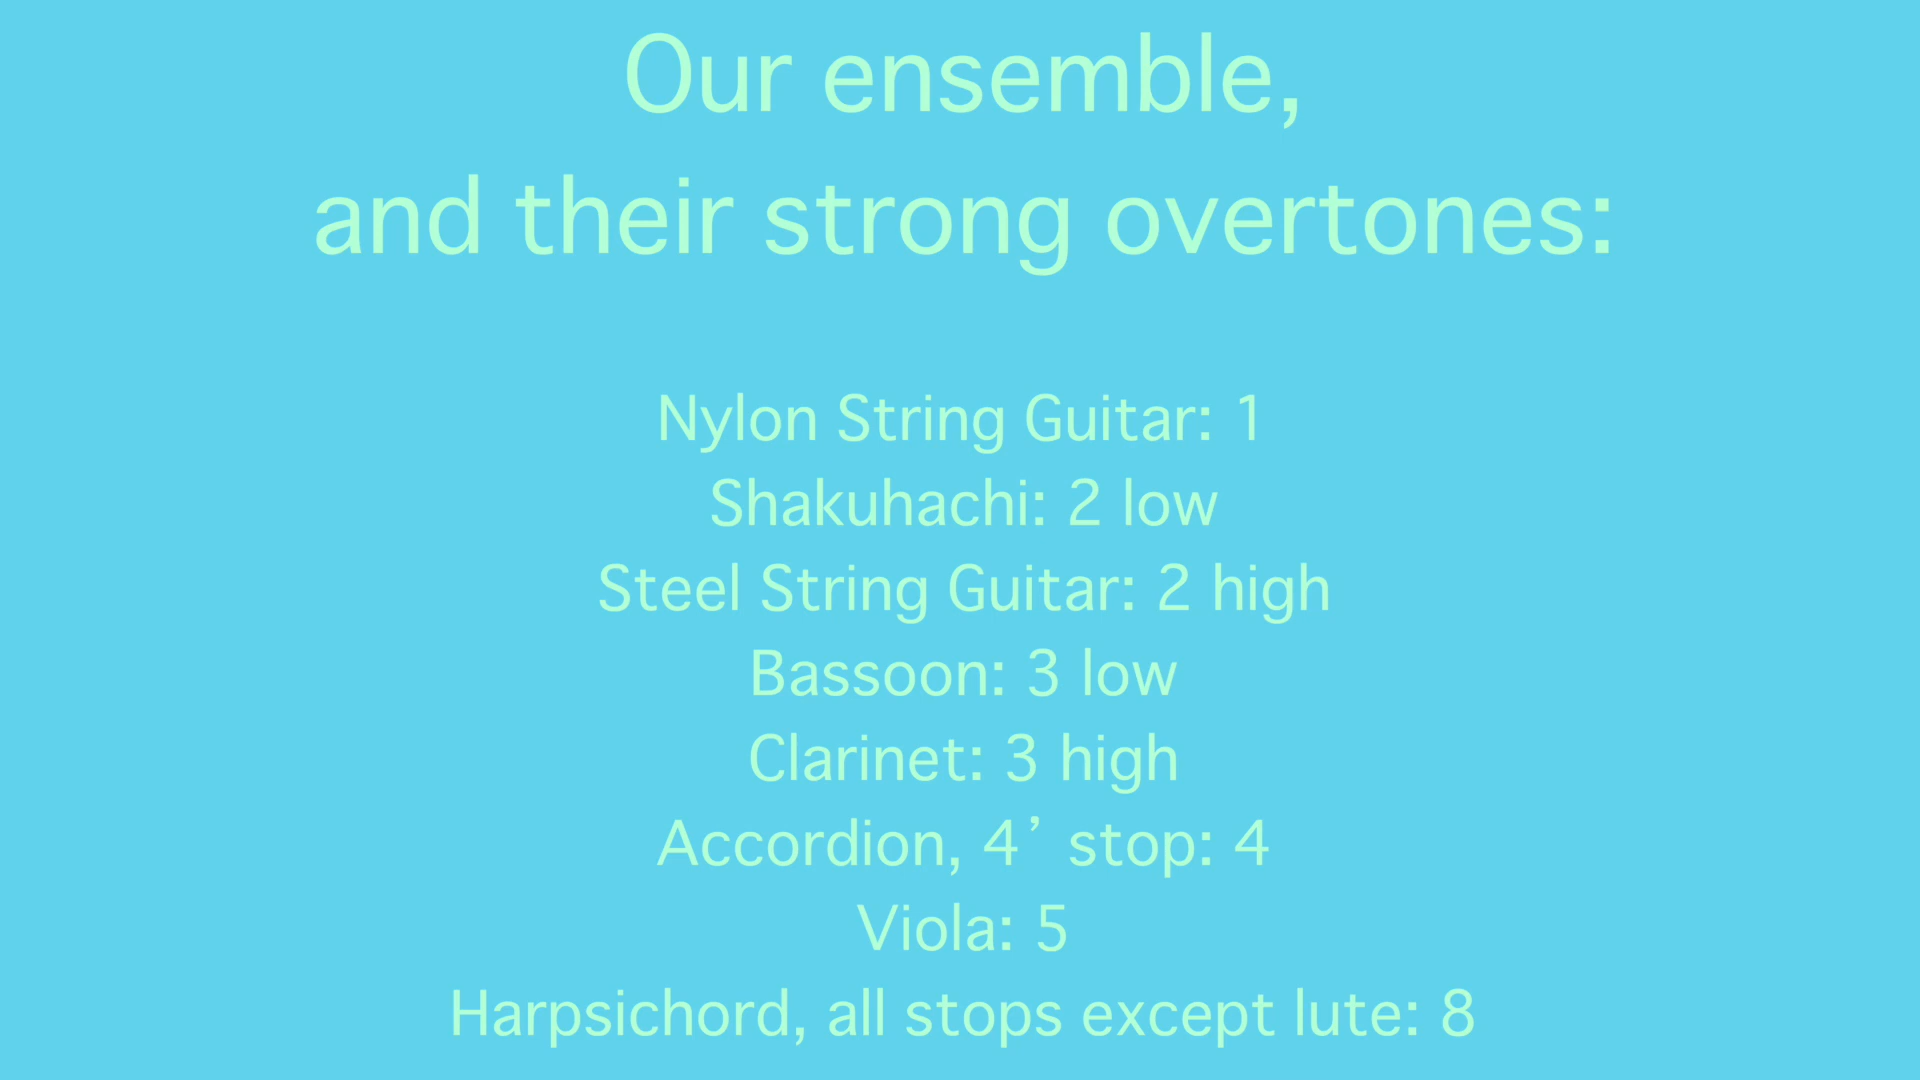 Our ensemble,
and their strong overtones:
Nylon String Guitar: 1
Shakuhachi: 2 low
Steel String Guitar: 2 high
Bassoon: 3 low
Clarinet: 3 high
Accordion, 4’ stop: 4
Viola: 5
Harpsichord, all stops except lute: 8